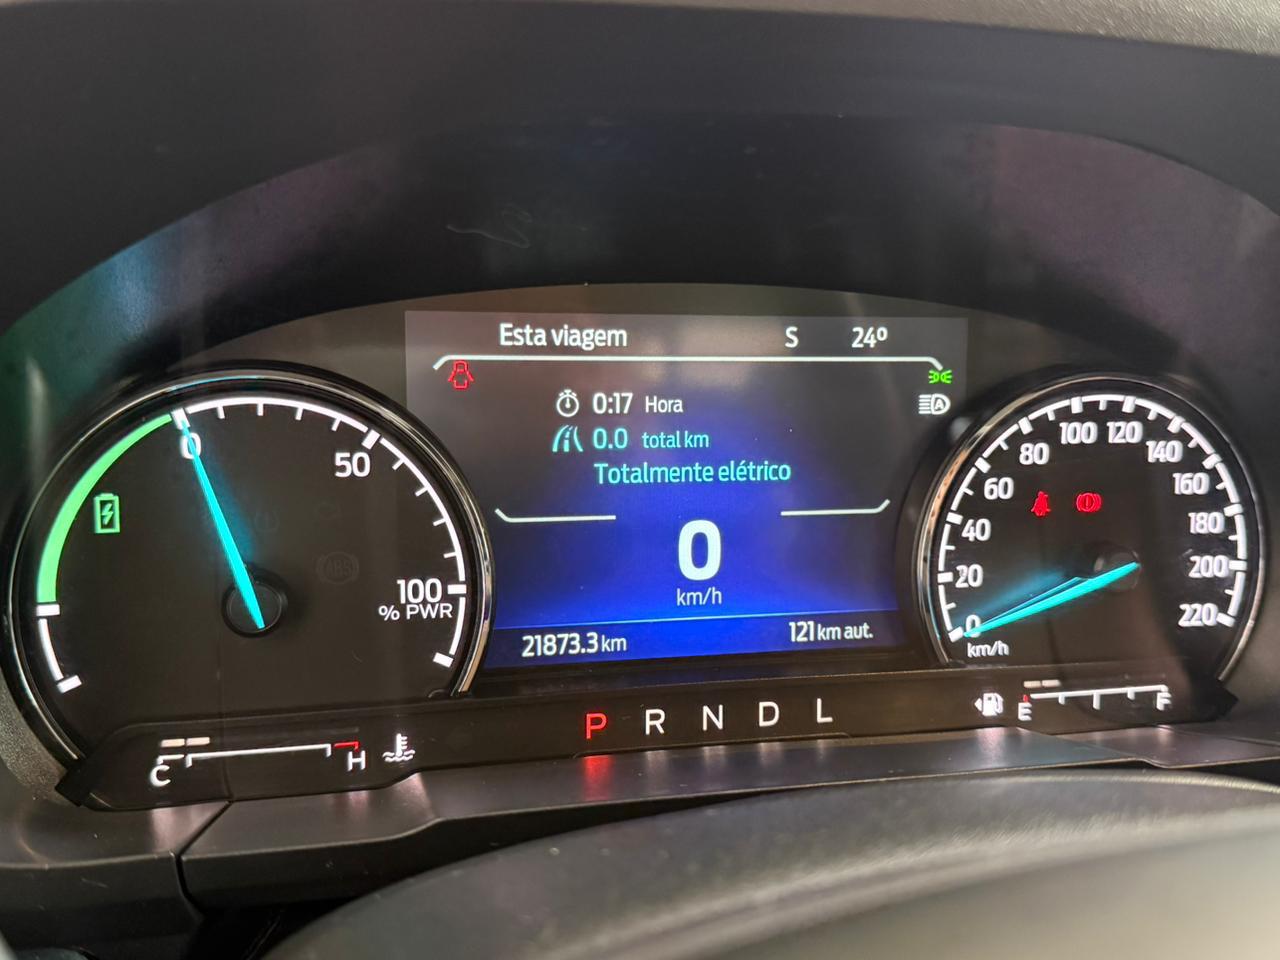 Esta viagem S 24º
0:17 Hora
0.0 total km
Totalmente elétrico
0
km/h
21873.3 km 121 km aut.
0
50
100
% PWR
ABS
0
20
40
60
80
100
120
140
160
180
200
220
km/h
A
P R N D L
C H
E F